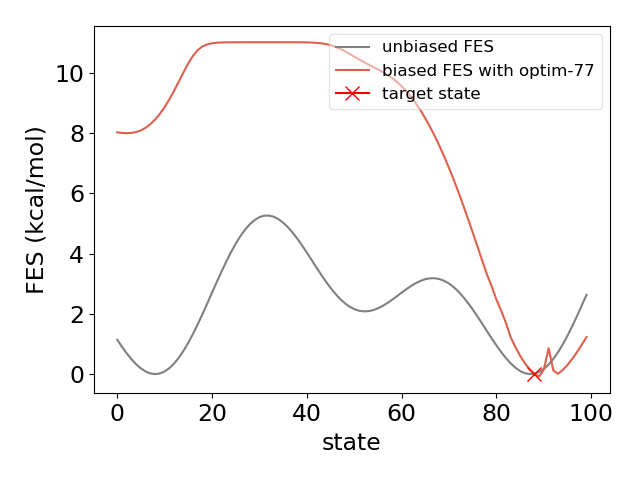 unbiased FES
biased FES with optim-77
target state
FES (kcal/mol)
10
8
6
4
2
0
0 20 40 60 80 100
state